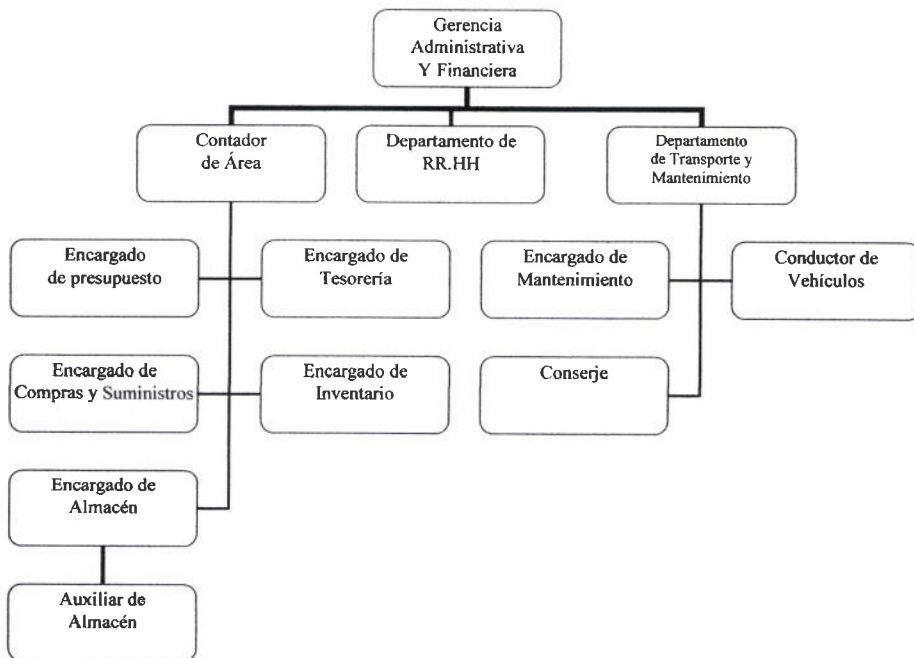 Gerencia
Administrativa
Y Financiera
Contador
de Área
Departamento de
RR.HH
Departamento
de Transporte y
Mantenimiento
Encargado
de presupuesto
Encargado de
Tesorería
Encargado de
Mantenimiento
Conductor de
Vehículos
Encargado de
Compras y Suministros
Encargado de
Inventario
Conserje
Encargado de
Almacén
Auxiliar de
Almacén